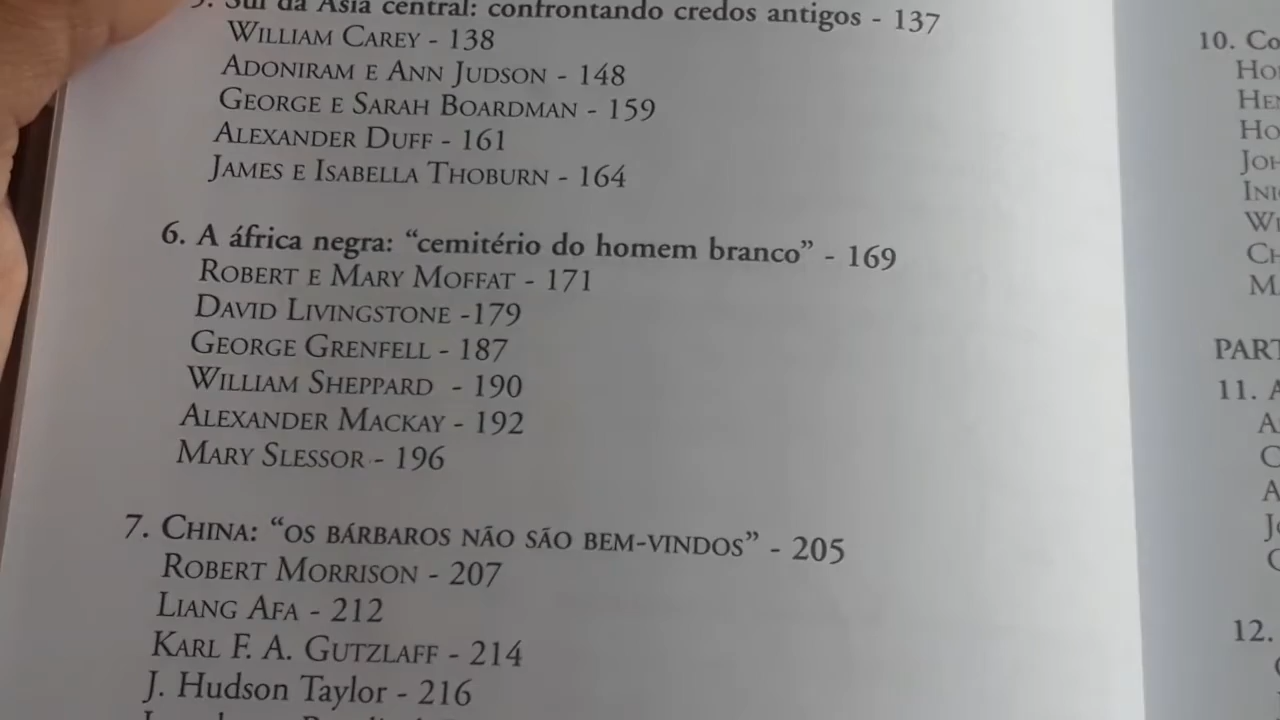 5. Sul da Ásia central: confrontando credos antigos - 137
WILLIAM CAREY - 138
ADONIRAM E ANN JUDSON - 148
GEORGE E SARAH BOARDMAN - 159
ALEXANDER DUFF - 161
JAMES E ISABELLA THOBURN - 164
6. A áfrica negra: “cemitério do homem branco” - 169
ROBERT E MARY MOFFAT - 171
DAVID LIVINGSTONE -179
GEORGE GRENFELL - 187
WILLIAM SHEPPARD - 190
ALEXANDER MACKAY - 192
MARY SLESSOR - 196
7. CHINA: “OS BÁRBAROS NÃO SÃO BEM-VINDOS” - 205
ROBERT MORRISON - 207
LIANG AFA - 212
KARL F. A. GUTZLAFF - 214
J. Hudson Taylor - 216
10.
11.
12.